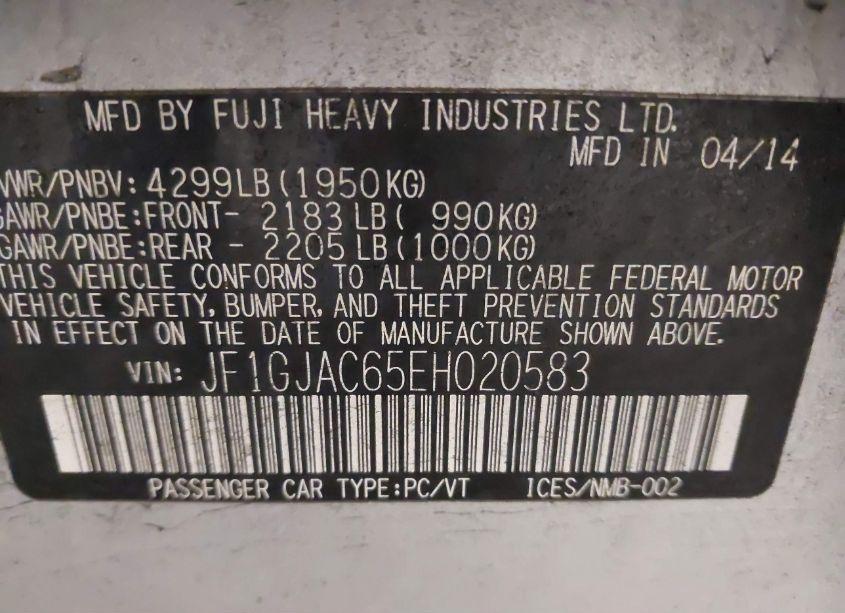 MFD BY FUJI HEAVY INDUSTRIES LTD.
MFD IN 04/14
VWR/PNBV: 4299LB (1950KG)
GAWR/PNBE:FRONT- 2183 LB ( 990KG)
GAWR/PNBE:REAR - 2205 LB (1000KG)
THIS VEHICLE CONFORMS TO ALL APPLICABLE FEDERAL MOTOR
VEHICLE SAFETY, BUMPER, AND THEFT PREVENTION STANDARDS
IN EFFECT ON THE DATE OF MANUFACTURE SHOWN ABOVE.
VIN: JF1GJAC65EH020583
PASSENGER CAR TYPE:PC/VT ICES/NMB-002